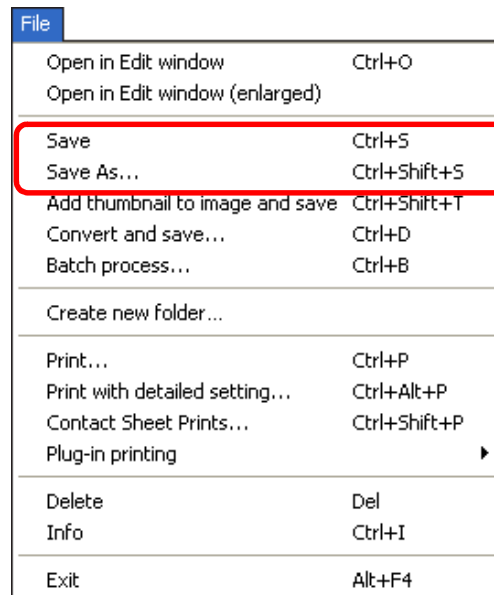 File
Open in Edit window Ctrl+O
Open in Edit window (enlarged)
Save Ctrl+S
Save As... Ctrl+Shift+S
Add thumbnail to image and save Ctrl+Shift+T
Convert and save... Ctrl+D
Batch process... Ctrl+B
Create new folder...
Print... Ctrl+P
Print with detailed setting... Ctrl+Alt+P
Contact Sheet Prints... Ctrl+Shift+P
Plug-in printing
Delete Del
Info Ctrl+I
Exit Alt+F4